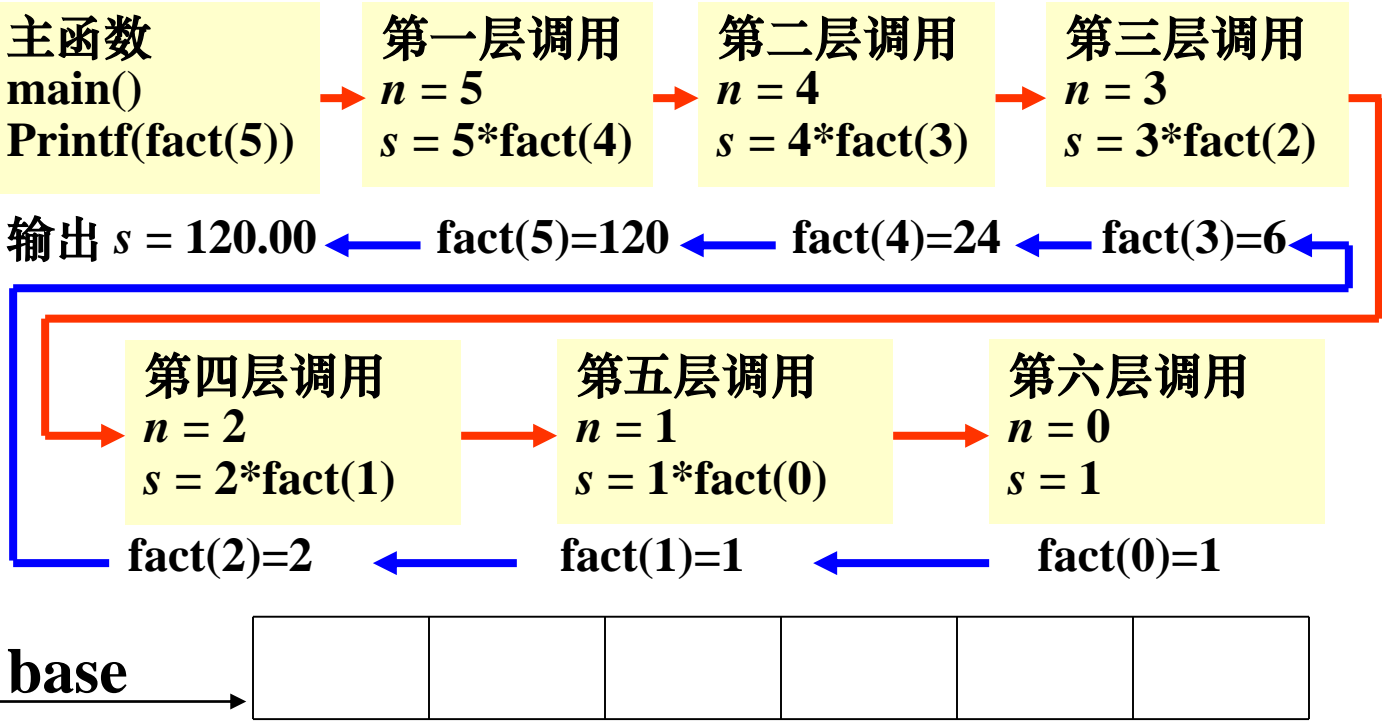 主函数
main()
Printf(fact(5))
第一层调用
n = 5
s = 5*fact(4)
第二层调用
n = 4
s = 4*fact(3)
第三层调用
n = 3
s = 3*fact(2)
输出 s = 120.00
fact(5)=120
fact(4)=24
fact(3)=6
第四层调用
n = 2
s = 2*fact(1)
第五层调用
n = 1
s = 1*fact(0)
第六层调用
n = 0
s = 1
fact(2)=2
fact(1)=1
fact(0)=1
base